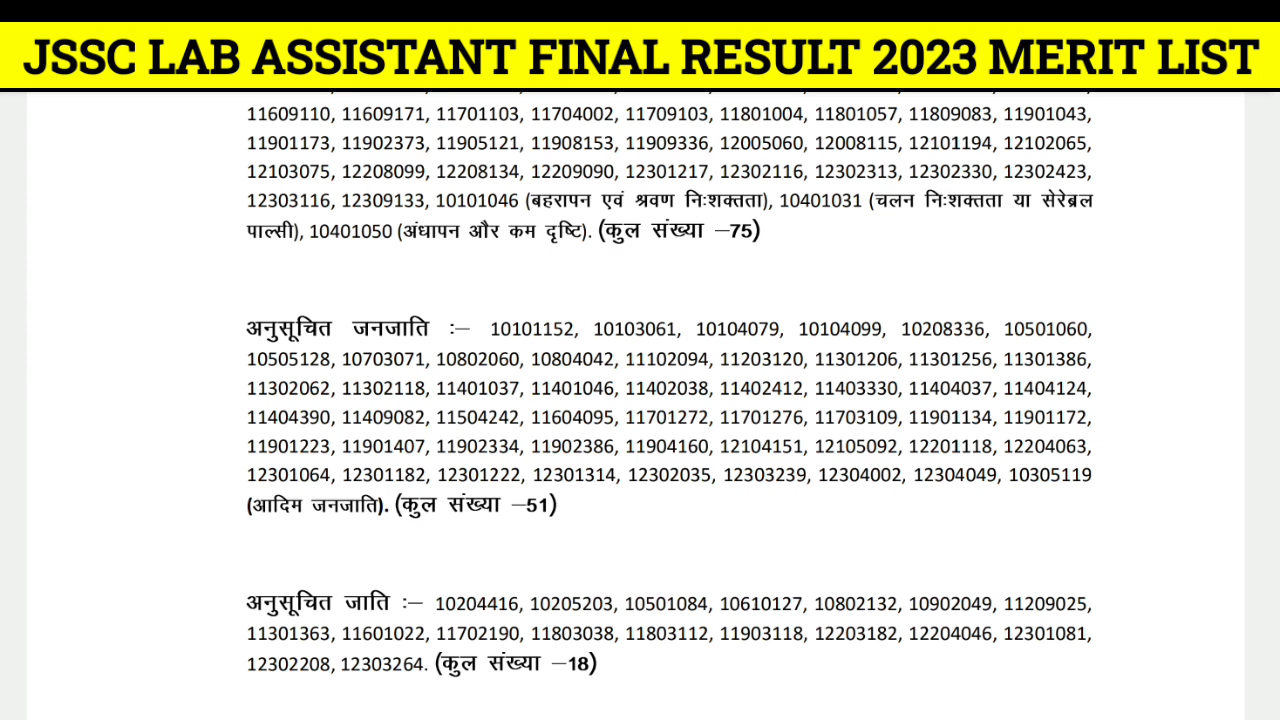 JSSC LAB ASSISTANT FINAL RESULT 2023 MERIT LIST
11609110, 11609171, 11701103, 11704002, 11709103, 11801004, 11801057, 11809083, 11901043,
11901173, 11902373, 11905121, 11908153, 11909336, 12005060, 12008115, 12101194, 12102065,
12103075, 12208099, 12208134, 12209090, 12301217, 12302116, 12302313, 12302330, 12302423,
12303116, 12309133, 10101046 (बहरापन एवं श्रवण निःशक्तता), 10401031 (चलन निःशक्तता या सेरेब्रल
पाल्सी), 10401050 (अंधापन और कम दृष्टि). (कुल संख्या –75)
अनुसूचित जनजाति :– 10101152, 10103061, 10104079, 10104099, 10208336, 10501060,
10505128, 10703071, 10802060, 10804042, 11102094, 11203120, 11301206, 11301256, 11301386,
11302062, 11302118, 11401037, 11401046, 11402038, 11402412, 11403330, 11404037, 11404124,
11404390, 11409082, 11504242, 11604095, 11701272, 11701276, 11703109, 11901134, 11901172,
11901223, 11901407, 11902334, 11902386, 11904160, 12104151, 12105092, 12201118, 12204063,
12301064, 12301182, 12301222, 12301314, 12302035, 12303239, 12304002, 12304049, 10305119
(आदिम जनजाति). (कुल संख्या –51)
अनुसूचित जाति :– 10204416, 10205203, 10501084, 10610127, 10802132, 10902049, 11209025,
11301363, 11601022, 11702190, 11803038, 11803112, 11903118, 12203182, 12204046, 12301081,
12302208, 12303264. (कुल संख्या –18)